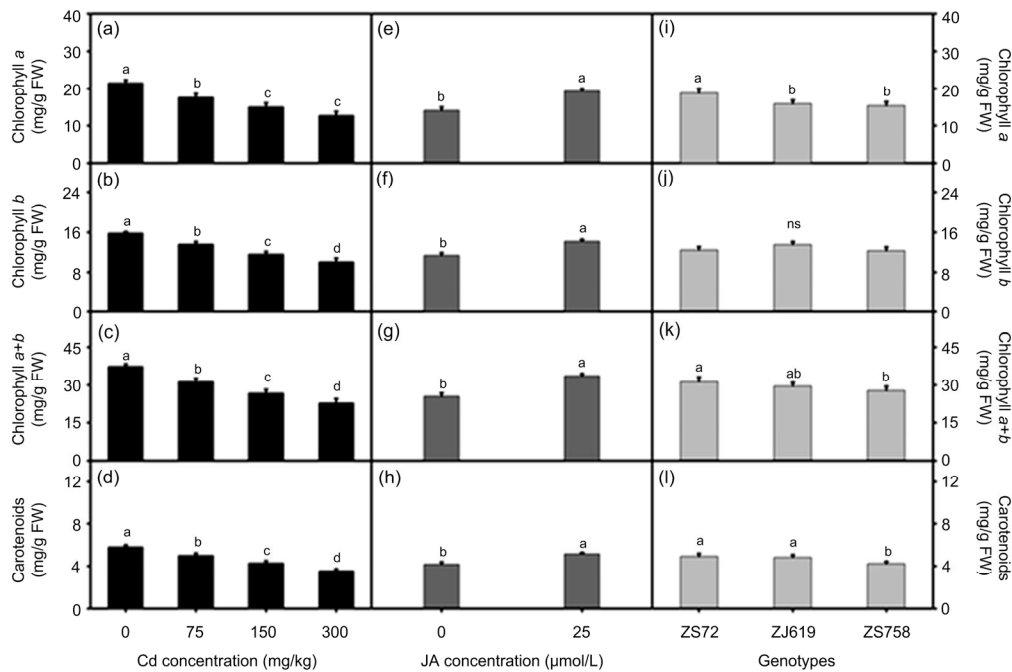 (a)
(e)
(i)
40
30
20
10
0
Chlorophyll a
(mg/g FW)
a
b
c
c
b
a
a
b
b
40
30
20
10
0
Chlorophyll a
(mg/g FW)
(b)
(f)
(j)
24
16
8
0
Chlorophyll b
(mg/g FW)
a
b
c
d
b
a
ns
24
16
8
0
Chlorophyll b
(mg/g FW)
(c)
(g)
(k)
45
30
15
0
Chlorophyll a+b
(mg/g FW)
a
b
c
d
b
a
a
ab
b
45
30
15
0
Chlorophyll a+b
(mg/g FW)
(d)
(h)
(l)
12
8
4
0
Carotenoids
(mg/g FW)
a
b
c
d
b
a
a
a
b
12
8
4
0
Carotenoids
(mg/g FW)
0 75 150 300
0 25
ZS72 ZJ619 ZS758
Cd concentration (mg/kg)
JA concentration (μmol/L)
Genotypes